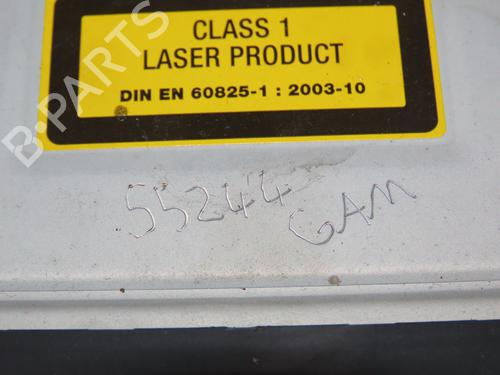 CLASS 1
LASER PRODUCT
DIN EN 60825-1 : 2003-10
B-PARTS
55244
GAM